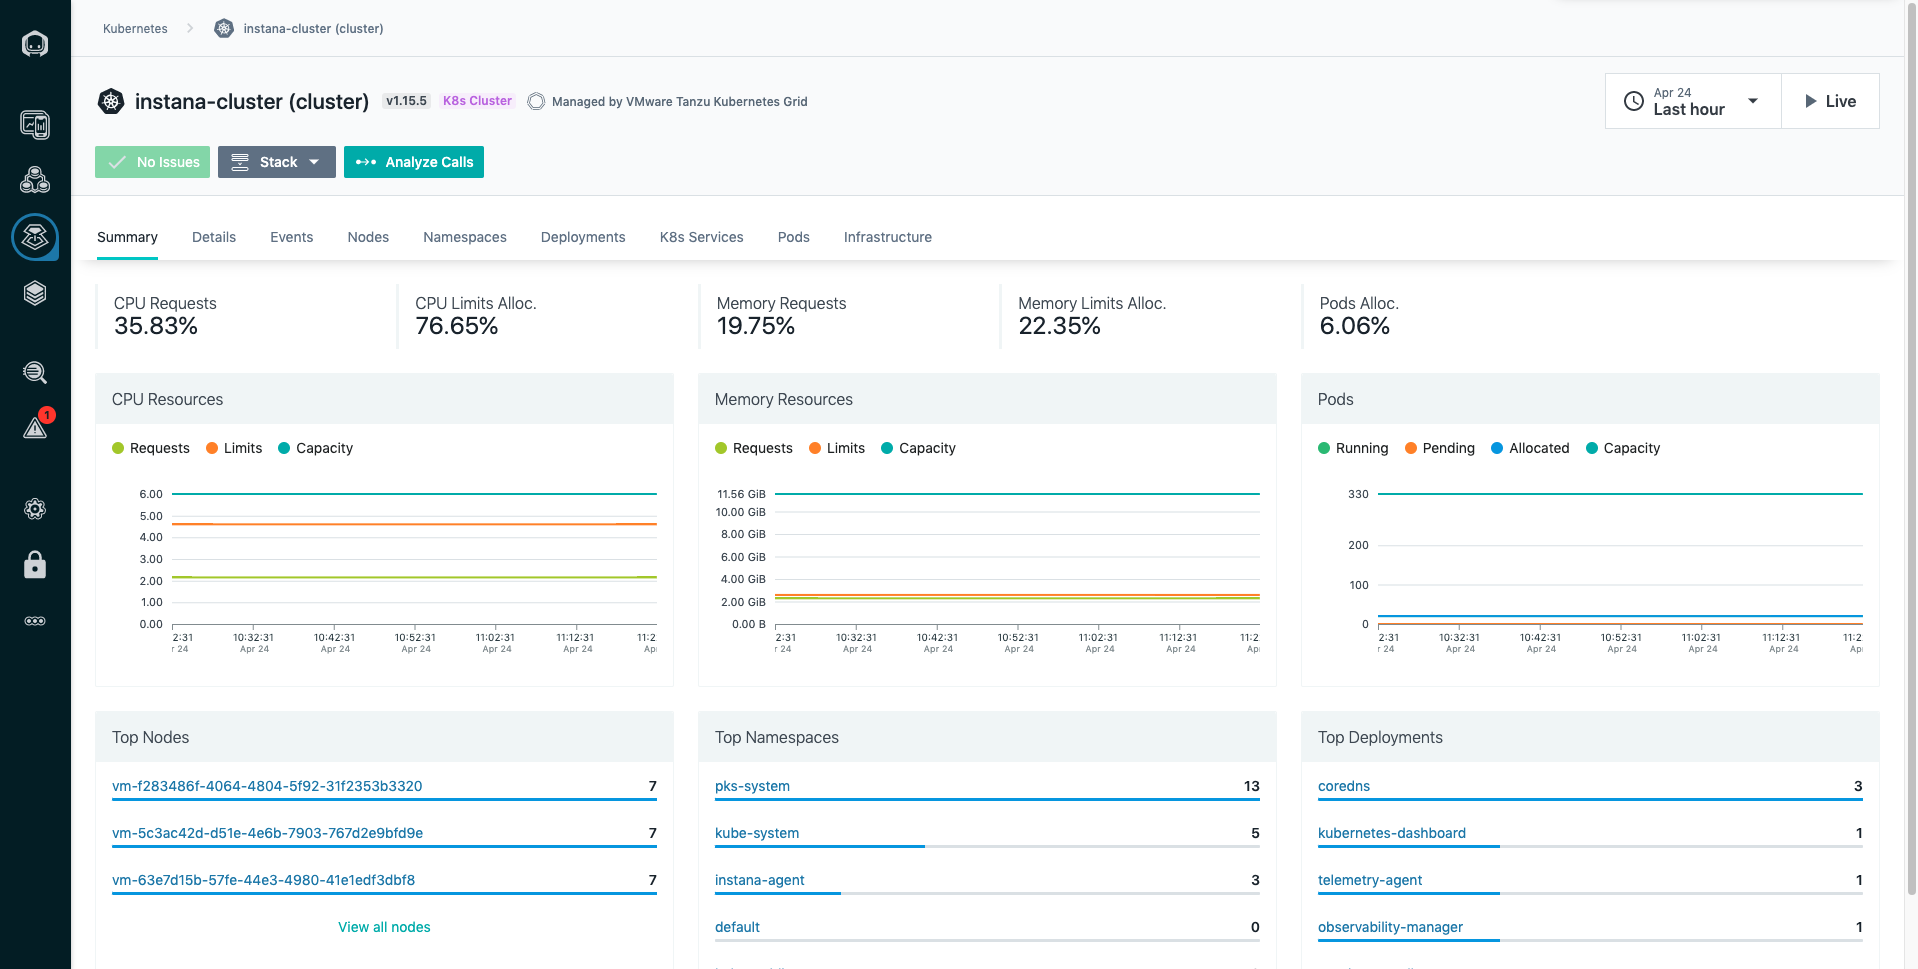 Kubernetes
instana-cluster (cluster)
instana-cluster (cluster) v1.15.5 K8s Cluster Managed by VMware Tanzu Kubernetes Grid
Apr 24
Last hour
Live
No Issues
Stack
Analyze Calls
1
Summary Details Events Nodes Namespaces Deployments K8s Services Pods Infrastructure
CPU Requests
35.83%
CPU Limits Alloc.
76.65%
Memory Requests
19.75%
Memory Limits Alloc.
22.35%
Pods Alloc.
6.06%
CPU Resources
Requests Limits Capacity
6.00
5.00
4.00
3.00
2.00
1.00
0.00
2:31 10:32:31 10:42:31 10:52:31 11:02:31 11:12:31 11:2
r 24 Apr 24 Apr 24 Apr 24 Apr 24 Apr 24 Ap
Memory Resources
Requests Limits Capacity
11.56 GiB
10.00 GiB
8.00 GiB
6.00 GiB
4.00 GiB
2.00 GiB
0.00 B
2:31 10:32:31 10:42:31 10:52:31 11:02:31 11:12:31 11:2
r 24 Apr 24 Apr 24 Apr 24 Apr 24 Apr 24 Ap
Pods
Running Pending Allocated Capacity
330
200
100
0
2:31 10:32:31 10:42:31 10:52:31 11:02:31 11:12:31 11:2
r 24 Apr 24 Apr 24 Apr 24 Apr 24 Apr 24 Ap
Top Nodes
vm-f283486f-4064-4804-5f92-31f2353b3320 7
vm-5c3ac42d-d51e-4e6b-7903-767d2e9bfd9e 7
vm-63e7d15b-57fe-44e3-4980-41e1edf3dbf8 7
View all nodes
Top Namespaces
pks-system 13
kube-system 5
instana-agent 3
default 0
Top Deployments
coredns 3
kubernetes-dashboard 1
telemetry-agent 1
observability-manager 1